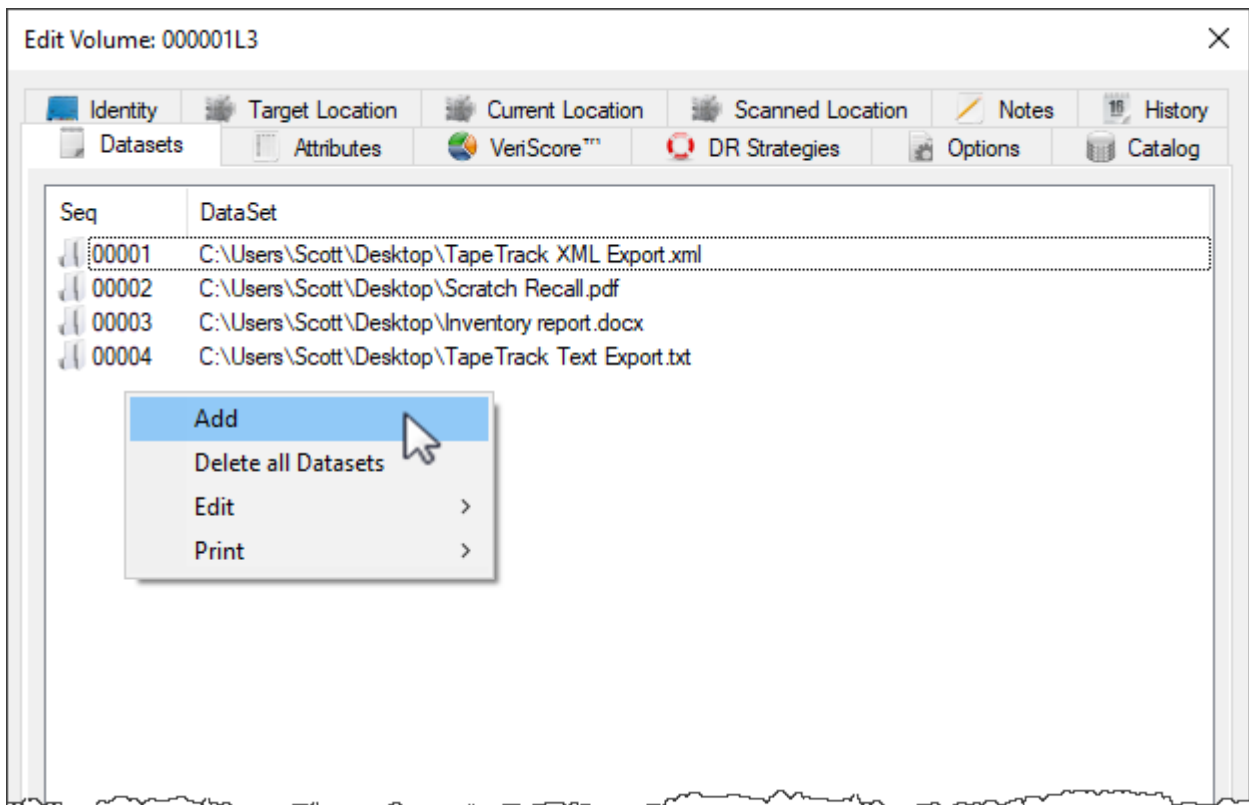 Edit Volume: 000001L3
Identity Target Location Current Location Scanned Location Notes 16 History
Datasets Attributes VeriScore™ DR Strategies Options Catalog
Seq DataSet
00001 C:\Users\Scott\Desktop\TapeTrack XML Export.xml
00002 C:\Users\Scott\Desktop\Scratch Recall.pdf
00003 C:\Users\Scott\Desktop\Inventory report.docx
00004 C:\Users\Scott\Desktop\TapeTrack Text Export.txt
Add
Delete all Datasets
Edit
Print